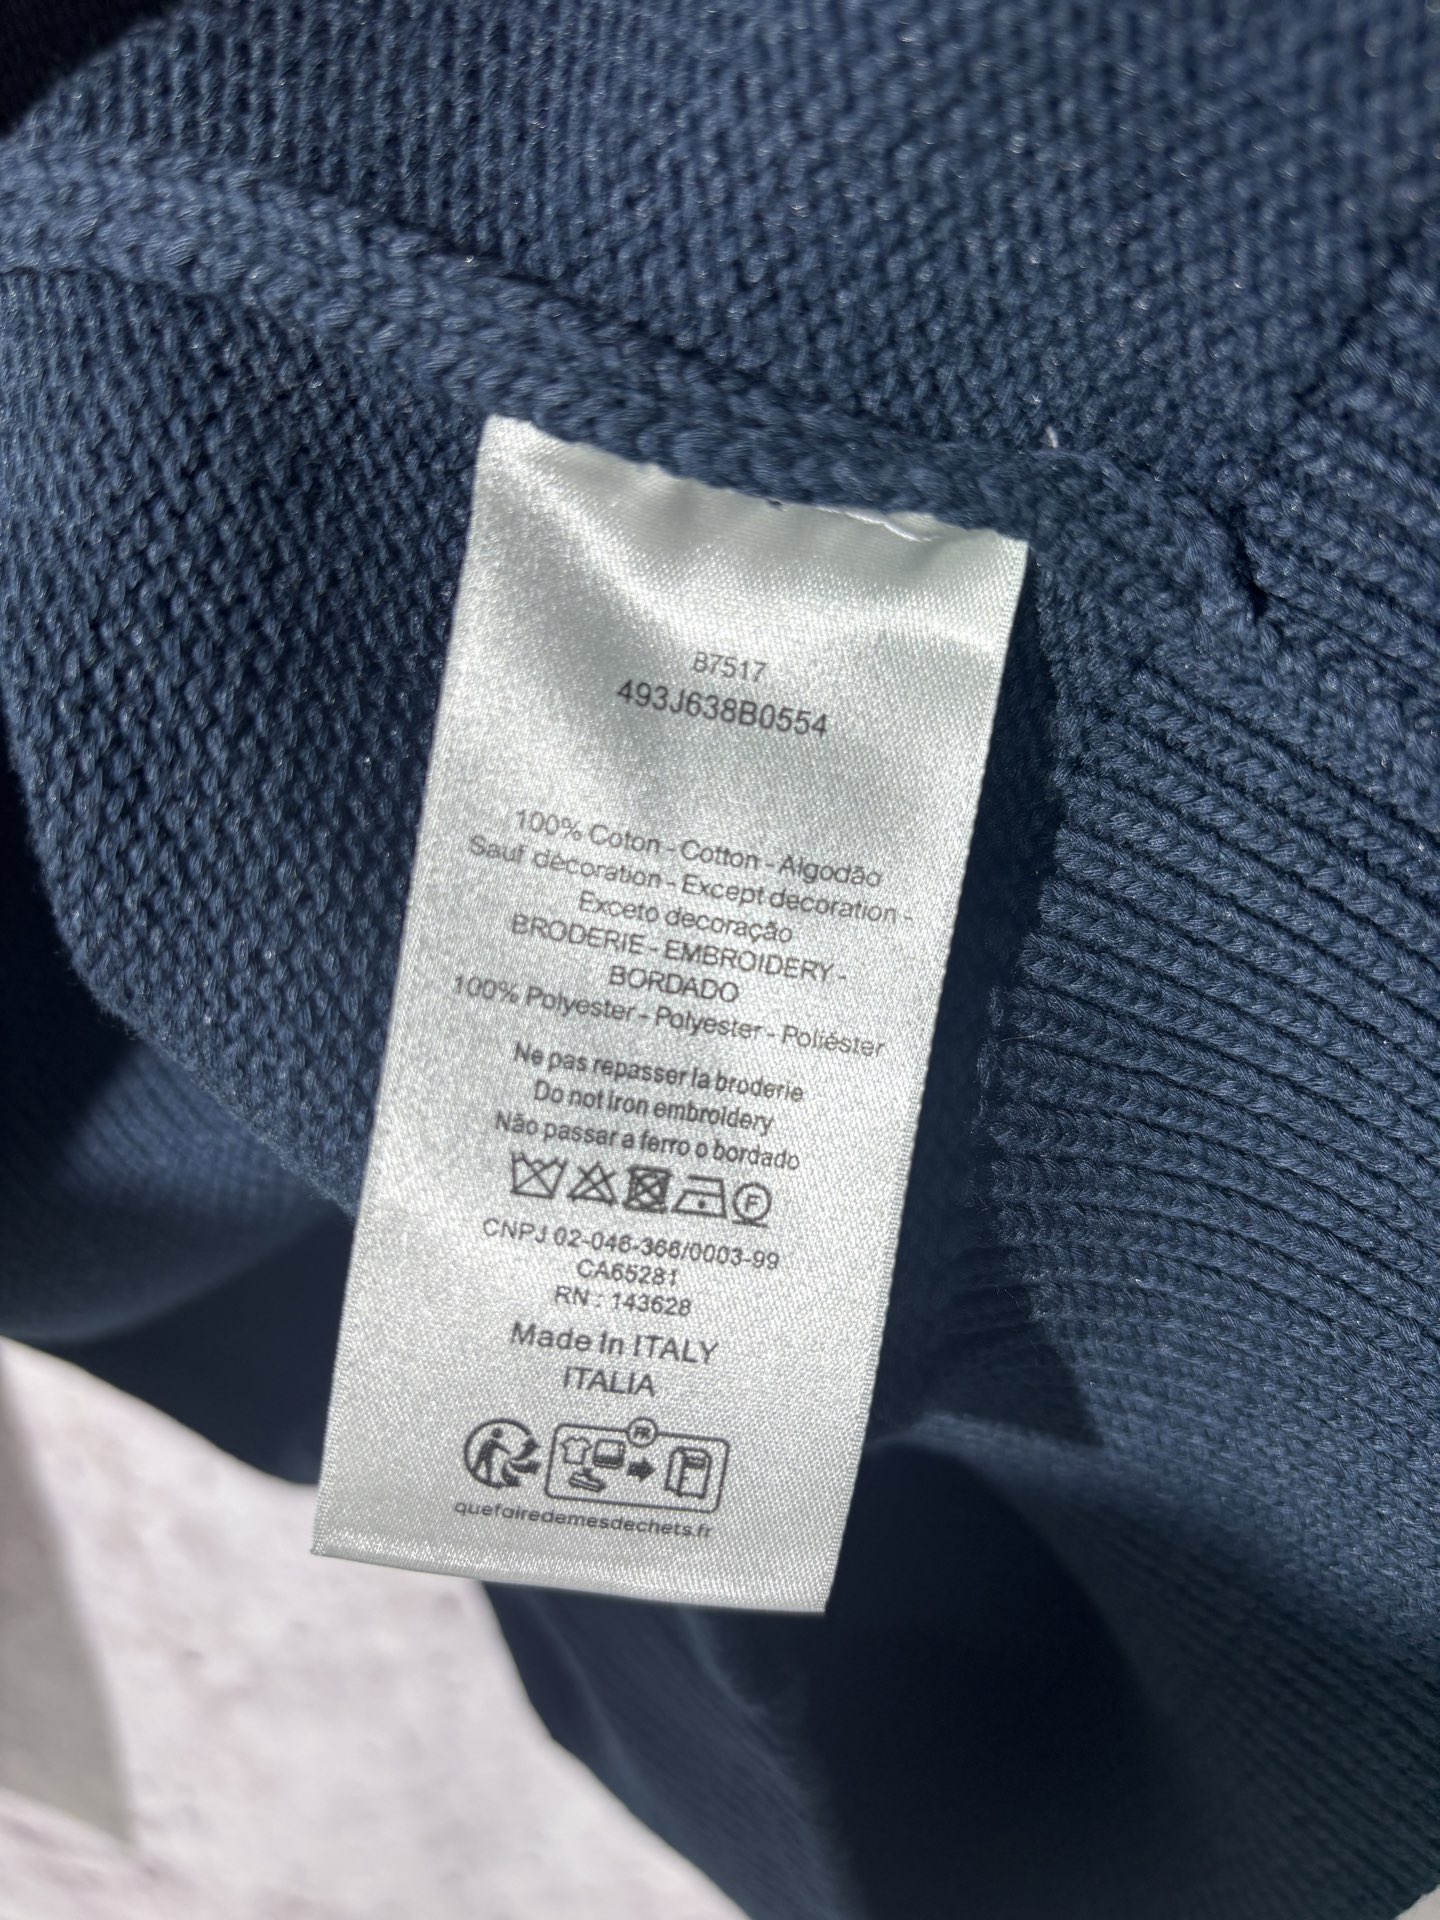 87517
493J638B0554
100% Coton - Cotton - Algodão
Sauf décoration - Except decoration -
Exceto decoração
BRODERIE - EMBROIDERY -
BORDADO
100% Polyester - Polyester - Poliéster
Ne pas repasser la broderie
Do not iron embroidery
Não passar a ferro o bordado
F
CNPJ 02-046-366/0003-99
CA65281
RN : 143628
Made In ITALY
ITALIA
FR
quefairedemesdechets.fr